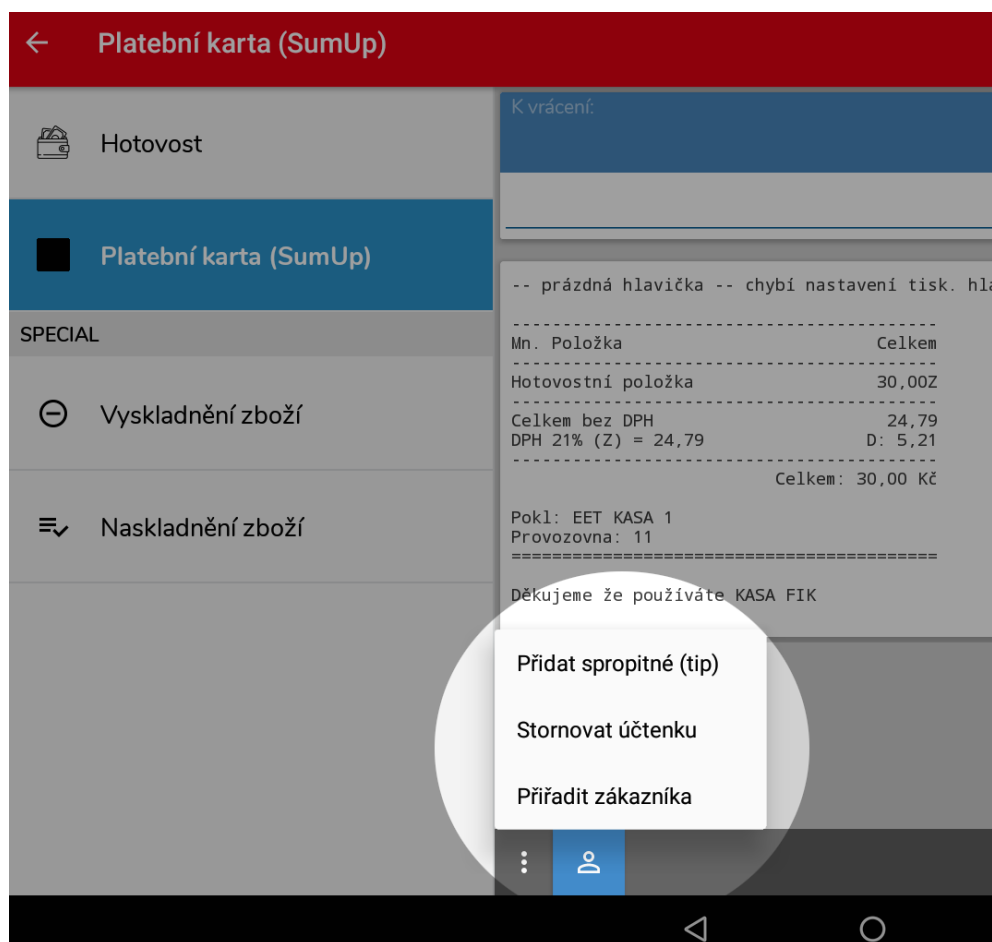 Platební karta (SumUp)
Hotovost
Platební karta (SumUp)
SPECIAL
Vyskladnění zboží
Naskladnění zboží
K vrácení:
-- prázdná hlavička -- chybí nastavení tisk. hla
------------------------------------------
Mn. Položka Celkem
------------------------------------------
Hotovostní položka 30,00Z
------------------------------------------
Celkem bez DPH 24,79
DPH 21% (Z) = 24,79 D: 5,21
------------------------------------------
Celkem: 30,00 Kč
Pokl: EET KASA 1
Provozovna: 11
==========================================
Děkujeme že používáte KASA FIK
Přidat spropitné (tip)
Stornovat účtenku
Přiřadit zákazníka